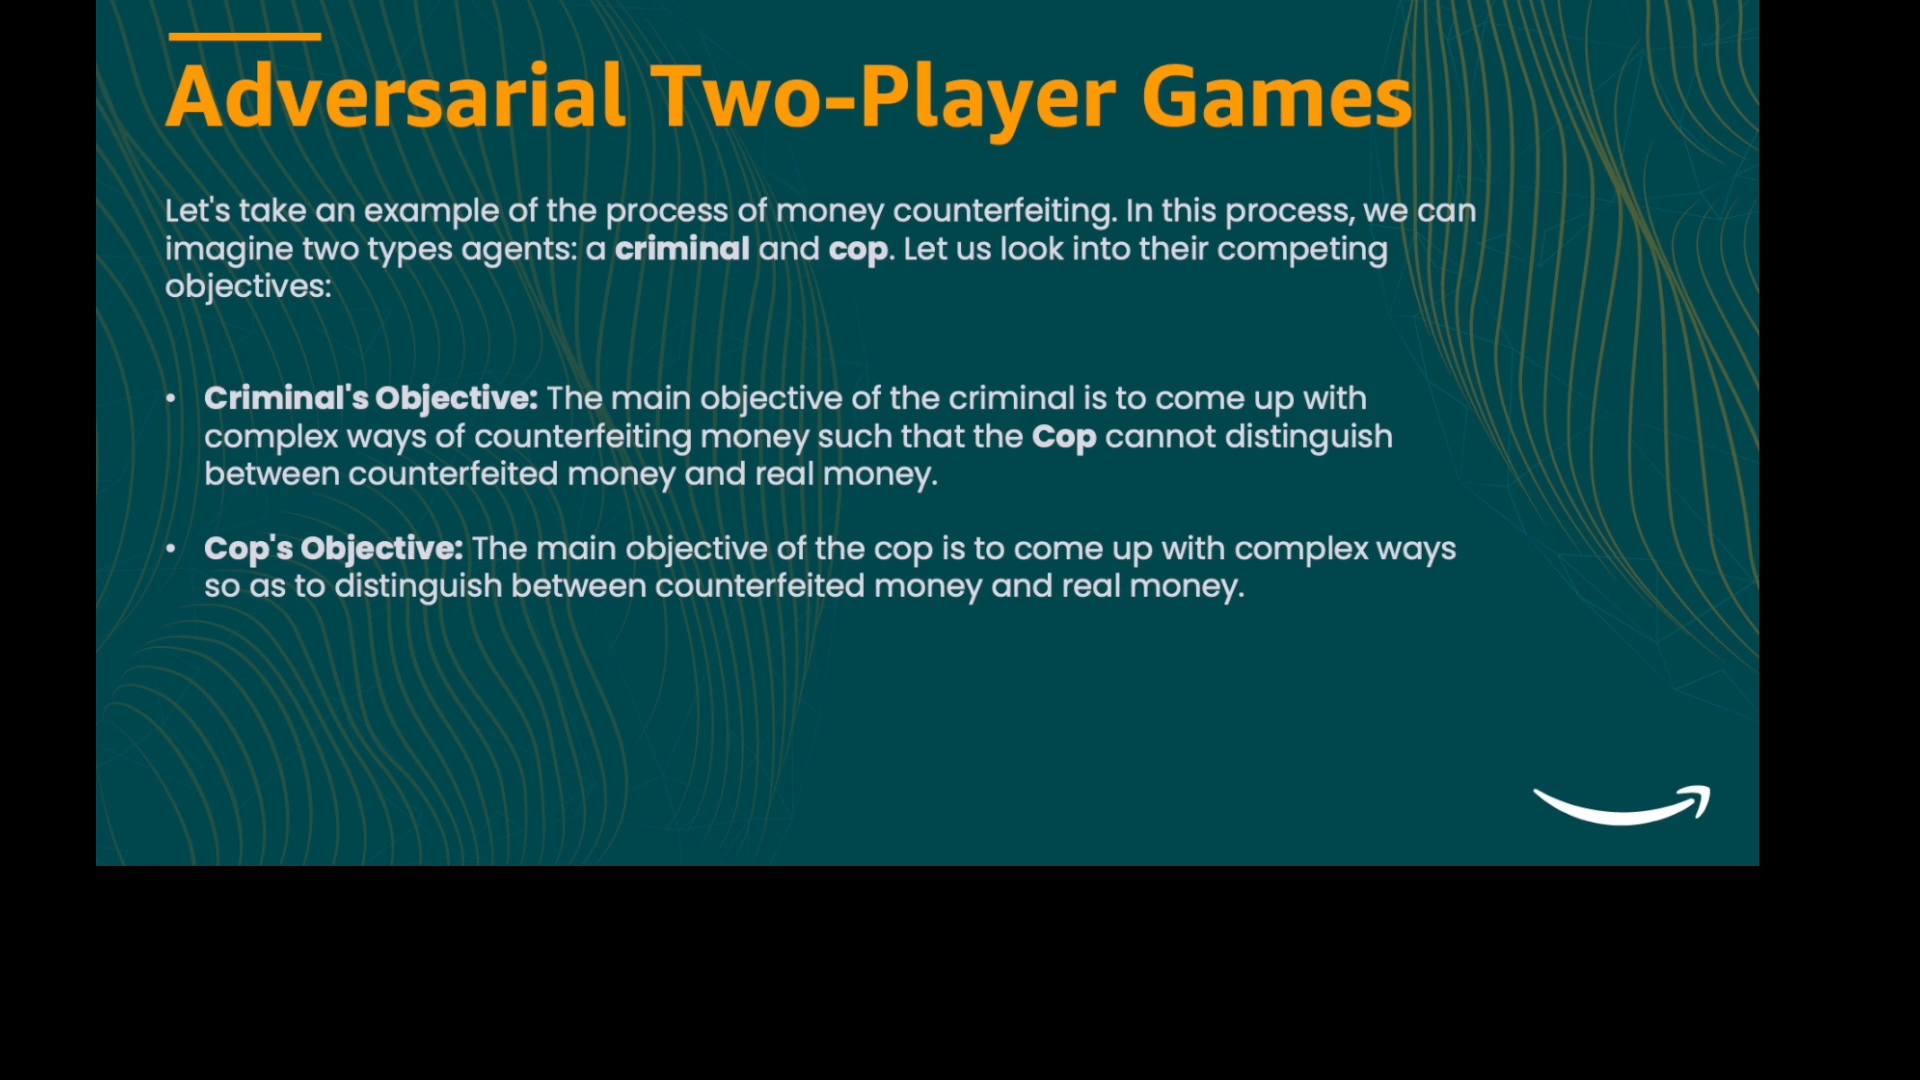 Adversarial Two-Player Games
Let's take an example of the process of money counterfeiting. In this process, we can
imagine two types agents: a criminal and cop. Let us look into their competing
objectives:
• Criminal's Objective: The main objective of the criminal is to come up with
complex ways of counterfeiting money such that the Cop cannot distinguish
between counterfeited money and real money.
• Cop's Objective: The main objective of the cop is to come up with complex ways
so as to distinguish between counterfeited money and real money.